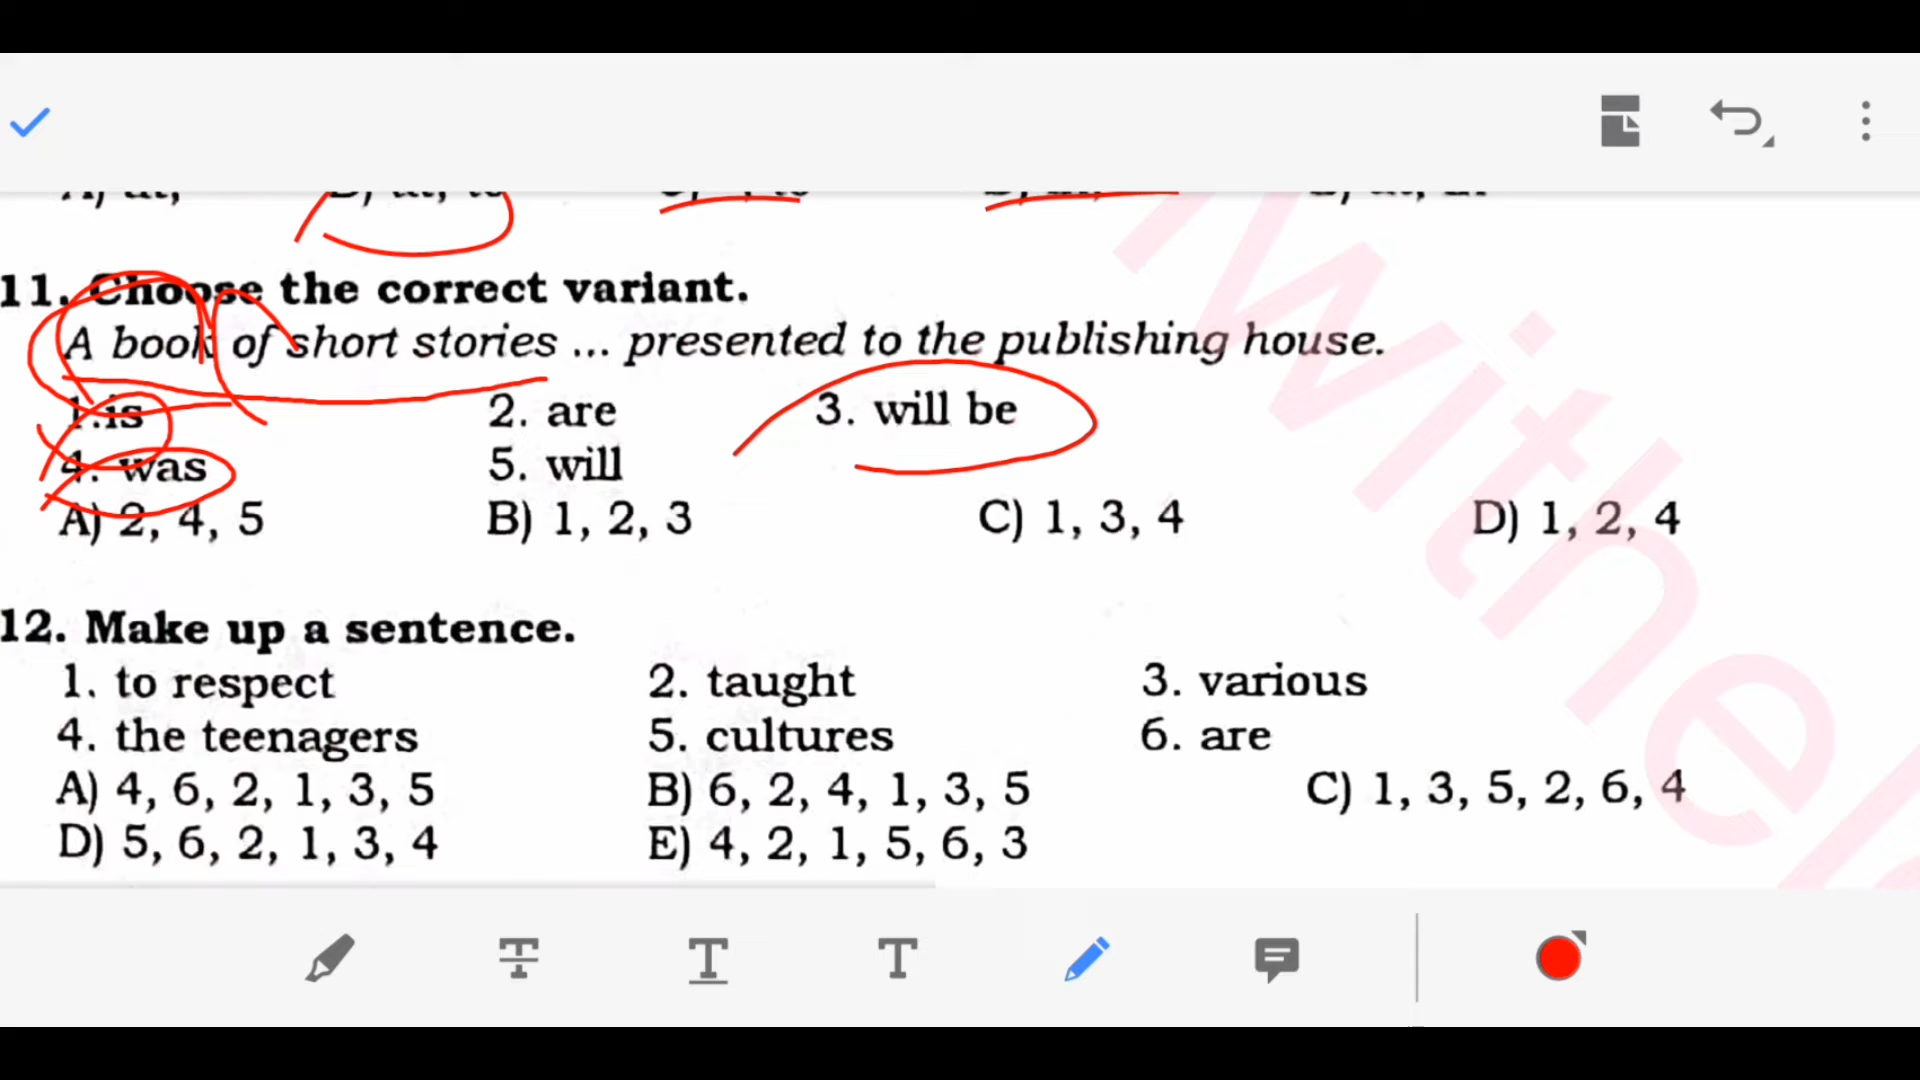 11. Choose the correct variant.
A book of short stories ... presented to the publishing house.
1. is 2. are 3. will be
4. was 5. will
A) 2, 4, 5 B) 1, 2, 3 C) 1, 3, 4 D) 1, 2, 4
12. Make up a sentence.
1. to respect 2. taught 3. various
4. the teenagers 5. cultures 6. are
A) 4, 6, 2, 1, 3, 5 B) 6, 2, 4, 1, 3, 5 C) 1, 3, 5, 2, 6, 4
D) 5, 6, 2, 1, 3, 4 E) 4, 2, 1, 5, 6, 3